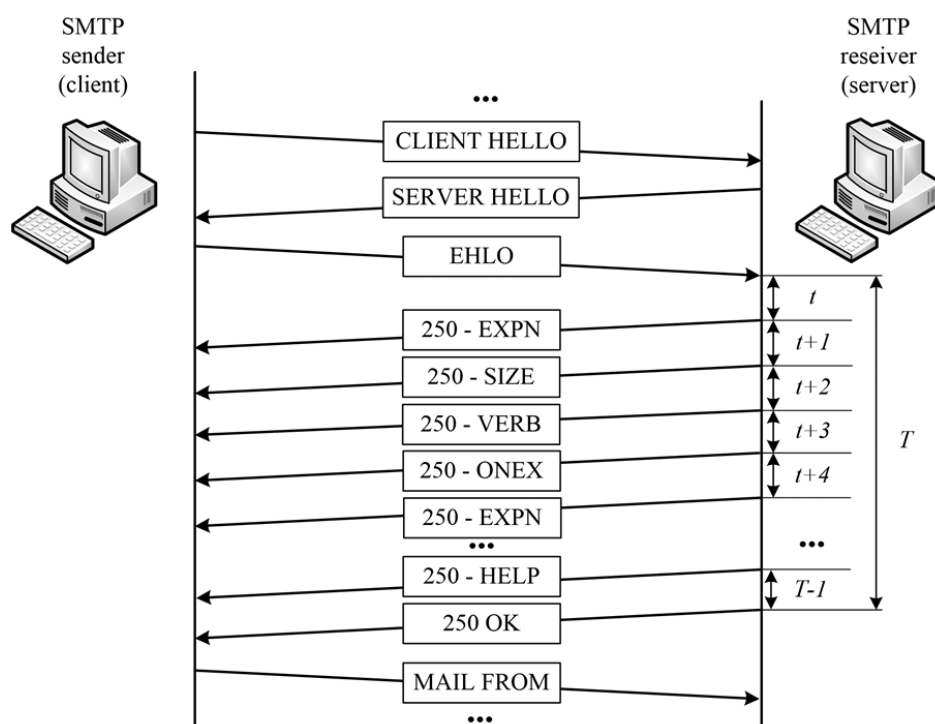 SMTP
sender
(client)
SMTP
reseiver
(server)
...
CLIENT HELLO
SERVER HELLO
EHLO
t
250 - EXPN
t+1
250 - SIZE
t+2
250 - VERB
t+3
T
250 - ONEX
t+4
250 - EXPN
...
...
250 - HELP
T-1
250 OK
MAIL FROM
...